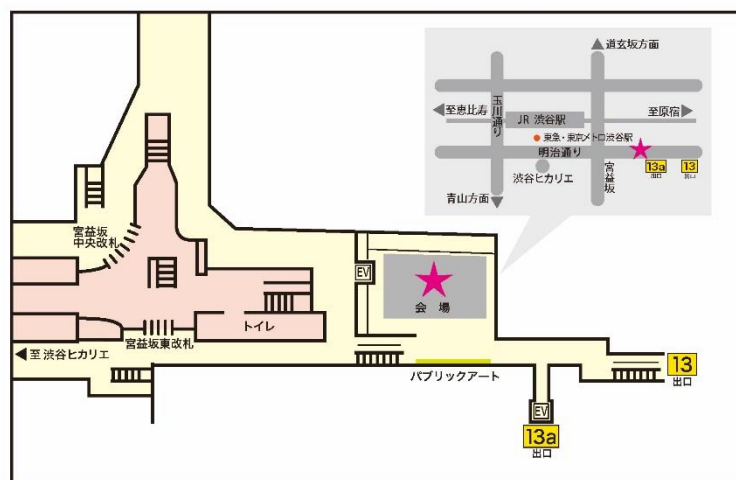 道玄坂方面
玉川通り
至恵比寿
JR 渋谷駅
至原宿
東急・東京メトロ渋谷駅
明治通り
13a
出口
13
出口
渋谷ヒカリエ
宮益坂
青山方面
宮益坂
中央改札
EV
会 場
トイレ
宮益坂東改札
至 渋谷ヒカリエ
パブリックアート
13
出口
EV
13a
出口